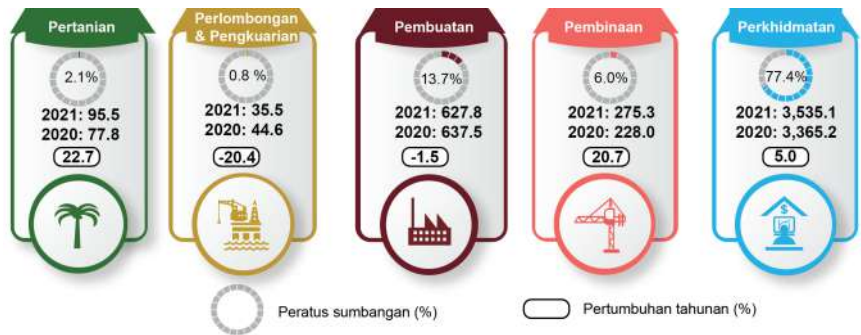 Pertanian
2.1%
2021: 95.5
2020: 77.8
22.7
Perlombongan
& Pengkuarian
0.8 %
2021: 35.5
2020: 44.6
-20.4
Pembuatan
13.7%
2021: 627.8
2020: 637.5
-1.5
Pembinaan
6.0%
2021: 275.3
2020: 228.0
20.7
Perkhidmatan
77.4%
2021: 3,535.1
2020: 3,365.2
5.0
$
Peratus sumbangan (%)
Pertumbuhan tahunan (%)